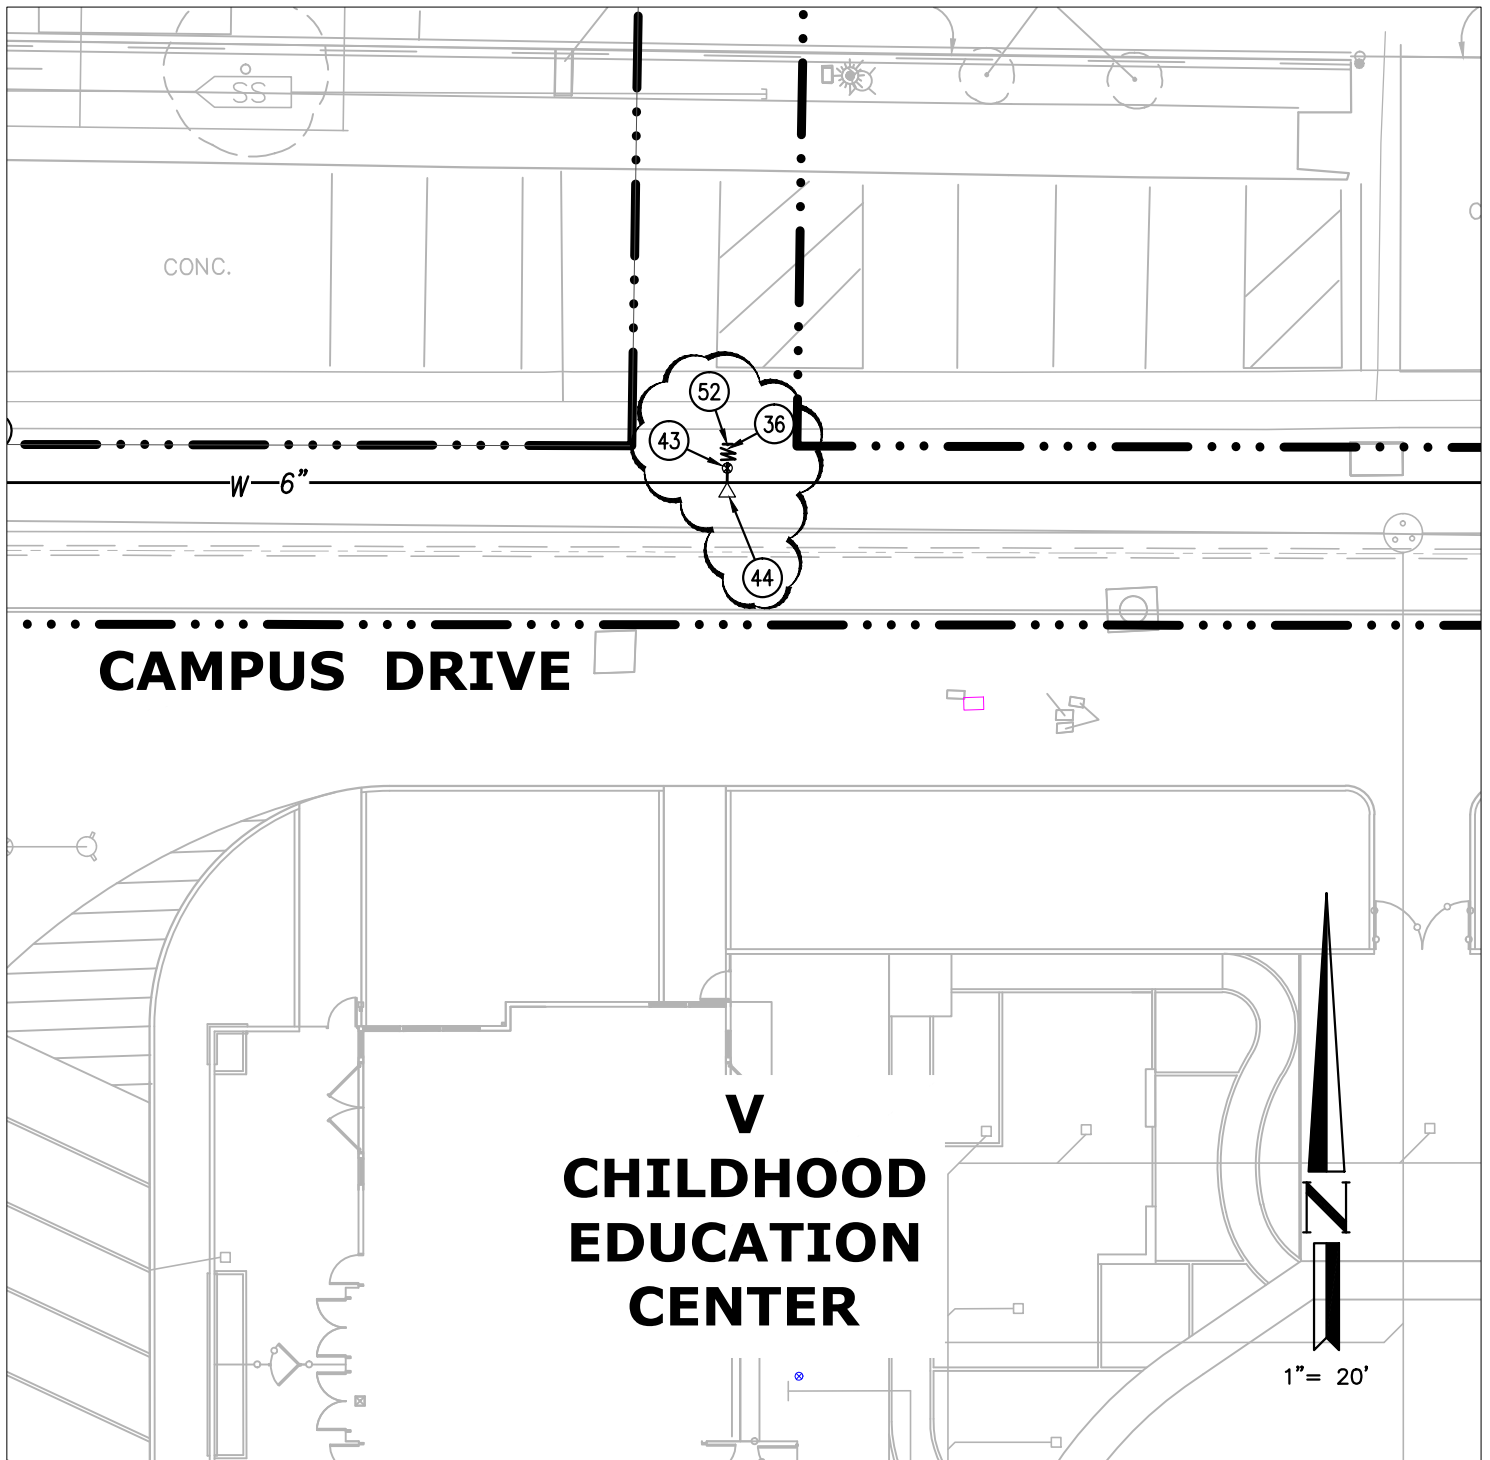 SS
CONC.
52
36
43
W 6"
44
CAMPUS DRIVE
V
CHILDHOOD
EDUCATION
CENTER
N
1"= 20'